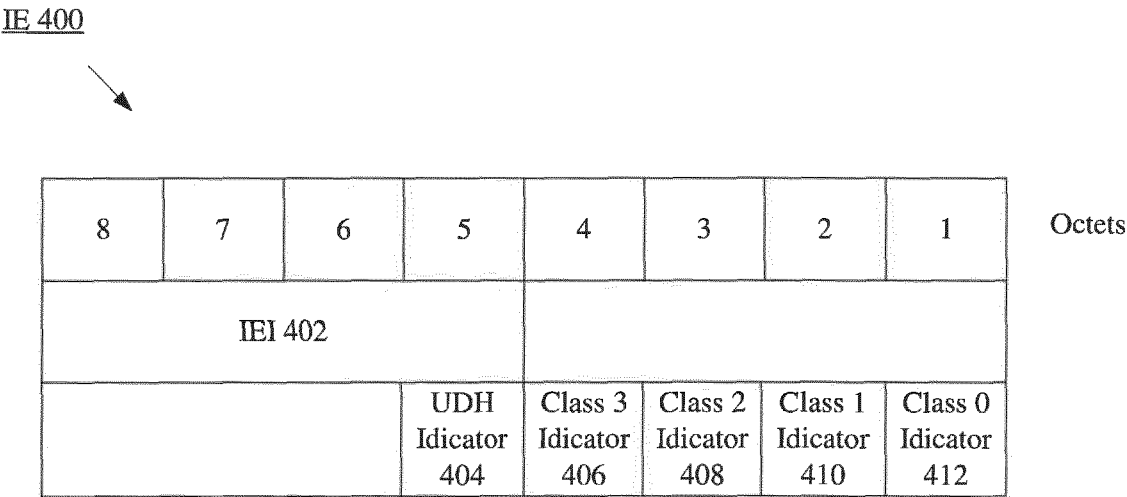 IE 400
8 7 6 5 4 3 2 1 Octets
IEI 402
UDH Idicator 404
Class 3 Idicator 406
Class 2 Idicator 408
Class 1 Idicator 410
Class 0 Idicator 412